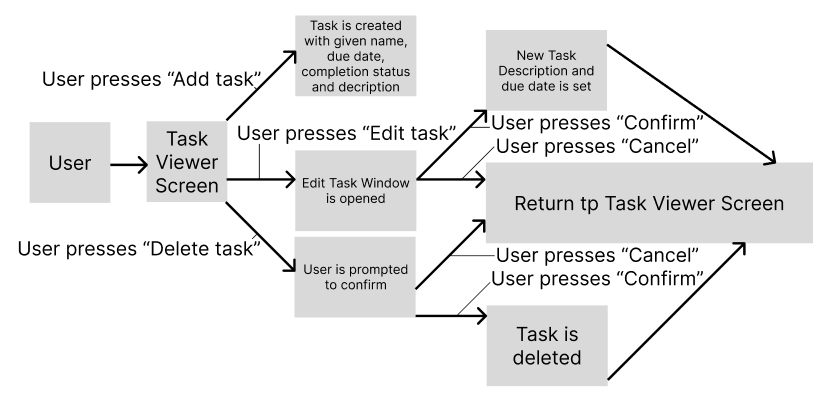 Task is created
with given name,
due date,
completion status
and decription
User presses “Add task”
New Task
Description and
due date is set
User
Task
Viewer
Screen
User presses “Edit task”
User presses “Confirm”
User presses “Cancel”
Edit Task Window
is opened
Return tp Task Viewer Screen
User presses “Delete task”
User is prompted
to confirm
User presses “Cancel”
User presses “Confirm”
Task is
deleted